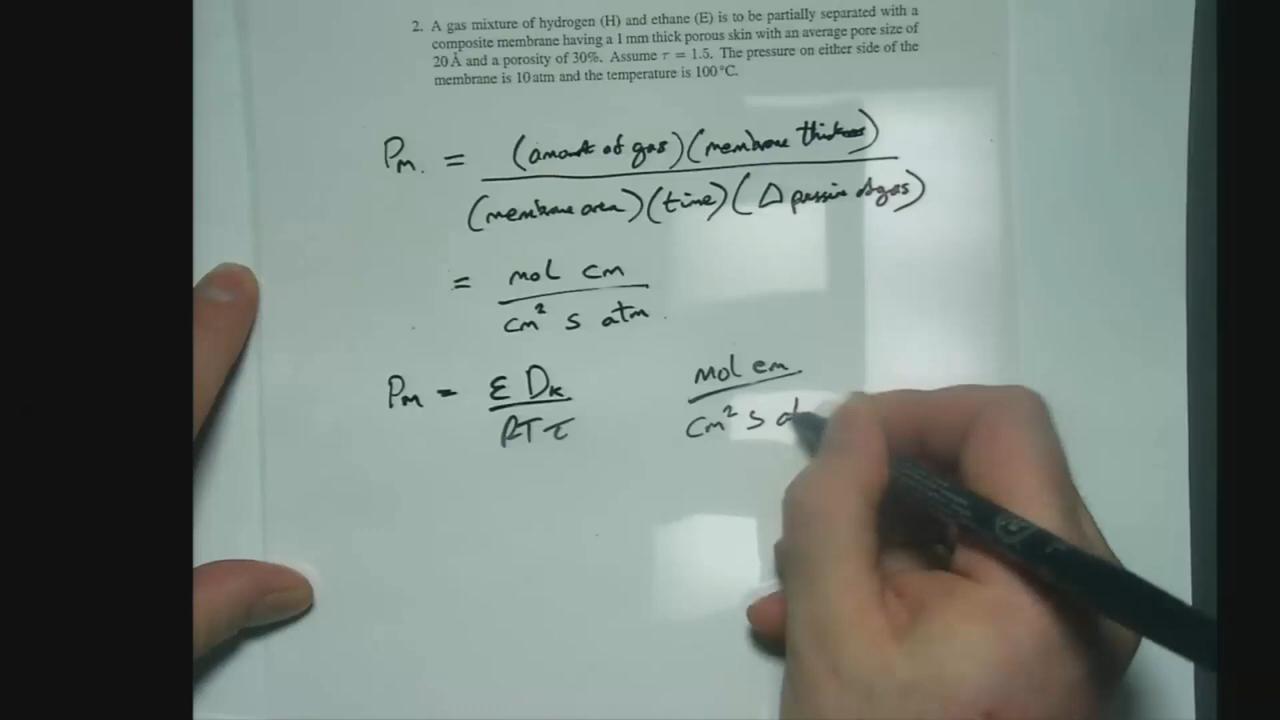 2. A gas mixture of hydrogen (H) and ethane (E) is to be partially separated with a
composite membrane having a 1 mm thick porous skin with an average pore size of
20 Å and a porosity of 30%. Assume τ = 1.5. The pressure on either side of the
membrane is 10 atm and the temperature is 100 °C.
Pm. = (amount of gas)(membrane thickness)
(membrane area)(time)(Δ pressure of gas)
= mol cm
cm² s atm.
Pm = ε Dk mol cm
RTτ cm² s